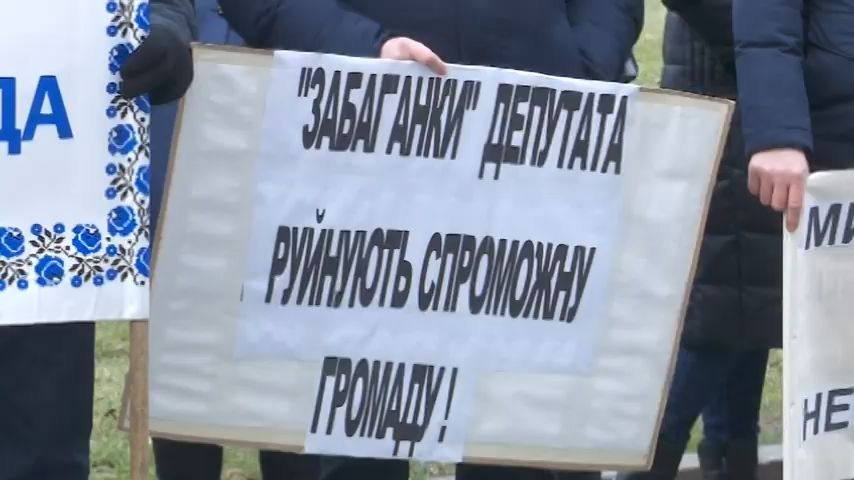 ДА
"ЗАБАГАНКИ" ДЕПУТАТА
РУЙНУЮТЬ СПРОМОЖНУ
ГРОМАДУ!
МИ
НЕ